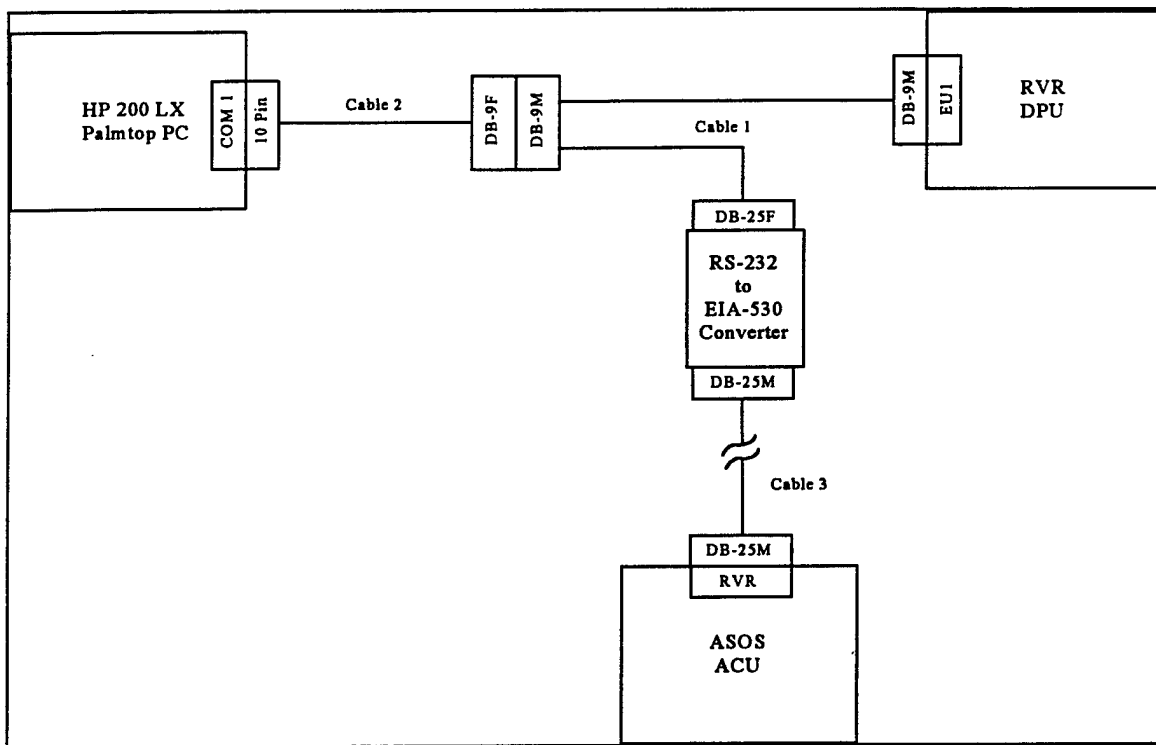 HP 200 LX
Palmtop PC
COM 1
10 Pin
Cable 2
DB-9F
DB-9M
Cable 1
DB-9M
EU1
RVR
DPU
DB-25F
RS-232
to
EIA-530
Converter
DB-25M
Cable 3
DB-25M
RVR
ASOS
ACU